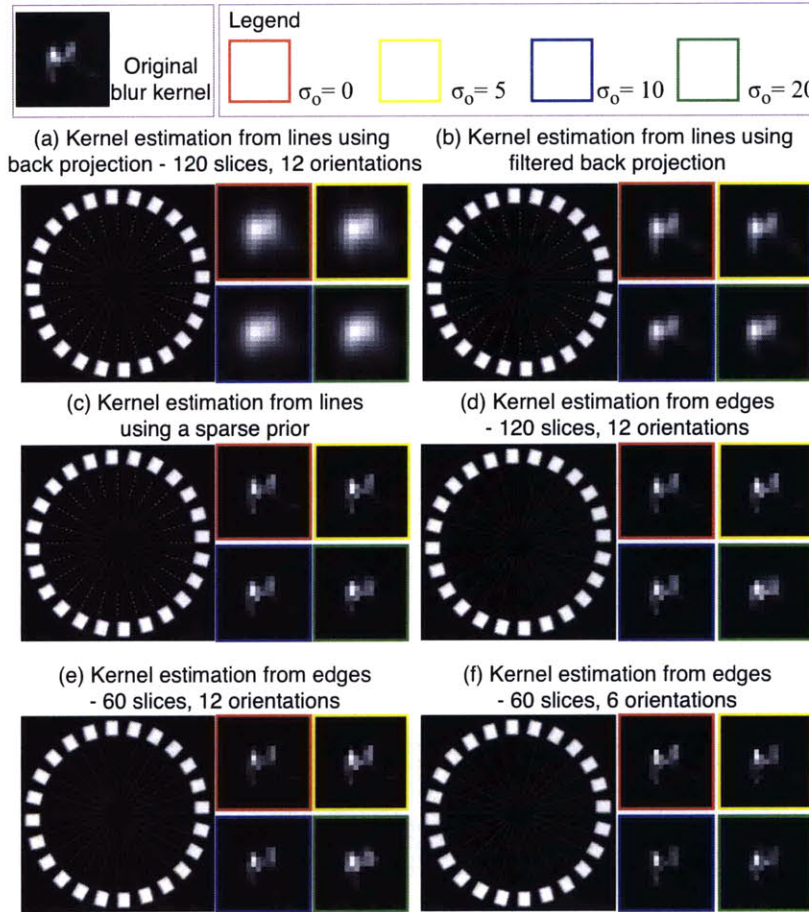 Original
blur kernel
Legend
σo= 0
σo= 5
σo= 10
σo= 20
(a) Kernel estimation from lines using
back projection - 120 slices, 12 orientations
(b) Kernel estimation from lines using
filtered back projection
(c) Kernel estimation from lines
using a sparse prior
(d) Kernel estimation from edges
- 120 slices, 12 orientations
(e) Kernel estimation from edges
- 60 slices, 12 orientations
(f) Kernel estimation from edges
- 60 slices, 6 orientations